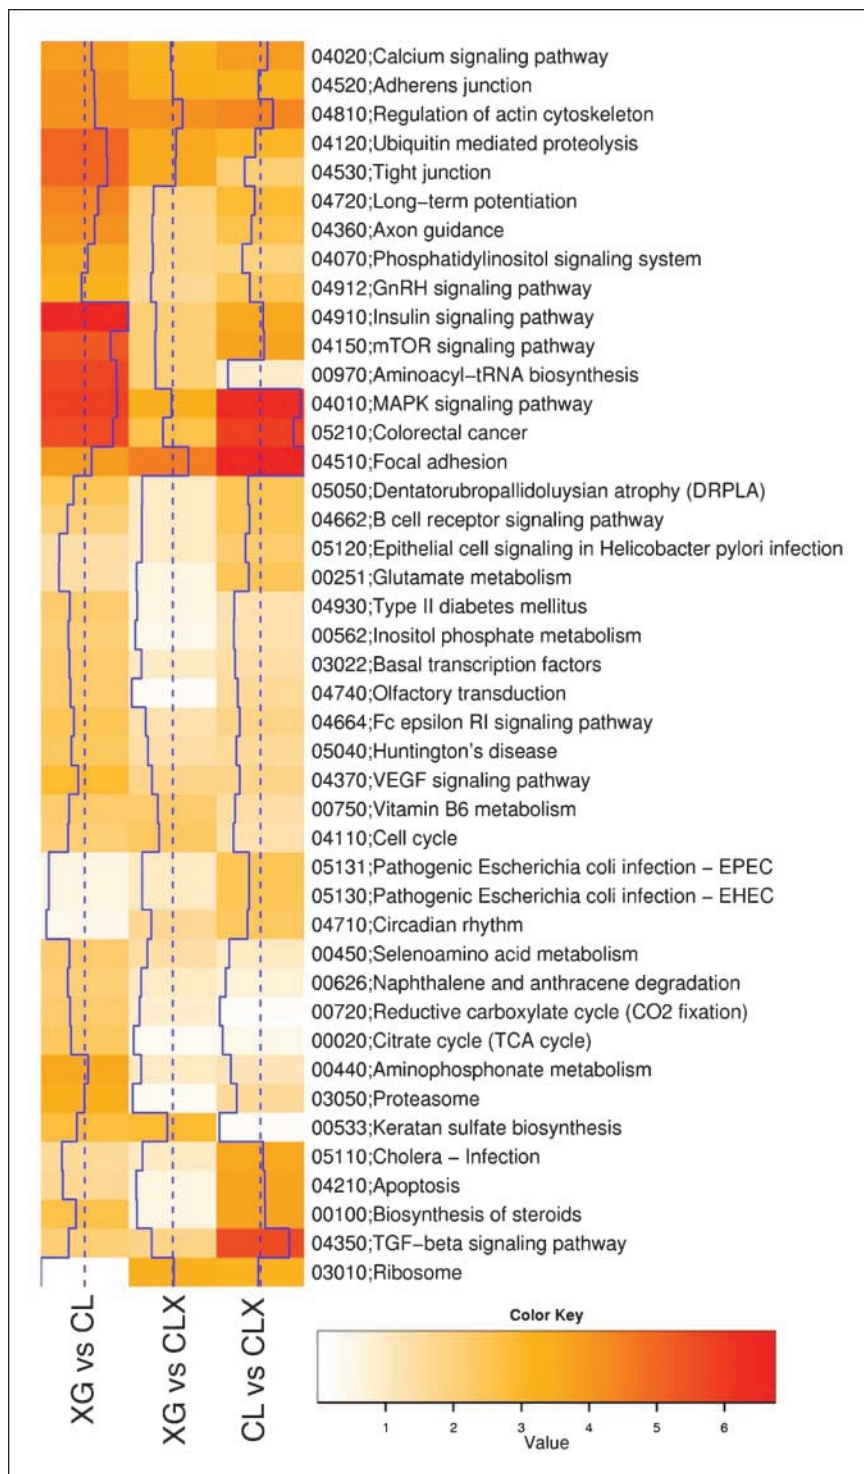 04020;Calcium signaling pathway
04520;Adherens junction
04810;Regulation of actin cytoskeleton
04120;Ubiquitin mediated proteolysis
04530;Tight junction
04720;Long−term potentiation
04360;Axon guidance
04070;Phosphatidylinositol signaling system
04912;GnRH signaling pathway
04910;Insulin signaling pathway
04150;mTOR signaling pathway
00970;Aminoacyl−tRNA biosynthesis
04010;MAPK signaling pathway
05210;Colorectal cancer
04510;Focal adhesion
05050;Dentatorubropallidoluysian atrophy (DRPLA)
04662;B cell receptor signaling pathway
05120;Epithelial cell signaling in Helicobacter pylori infection
00251;Glutamate metabolism
04930;Type II diabetes mellitus
00562;Inositol phosphate metabolism
03022;Basal transcription factors
04740;Olfactory transduction
04664;Fc epsilon RI signaling pathway
05040;Huntington's disease
04370;VEGF signaling pathway
00750;Vitamin B6 metabolism
04110;Cell cycle
05131;Pathogenic Escherichia coli infection − EPEC
05130;Pathogenic Escherichia coli infection − EHEC
04710;Circadian rhythm
00450;Selenoamino acid metabolism
00626;Naphthalene and anthracene degradation
00720;Reductive carboxylate cycle (CO2 fixation)
00020;Citrate cycle (TCA cycle)
00440;Aminophosphonate metabolism
03050;Proteasome
00533;Keratan sulfate biosynthesis
05110;Cholera − Infection
04210;Apoptosis
00100;Biosynthesis of steroids
04350;TGF−beta signaling pathway
03010;Ribosome
XG vs CL
XG vs CLX
CL vs CLX
Color Key
1 2 3 4 5 6
Value